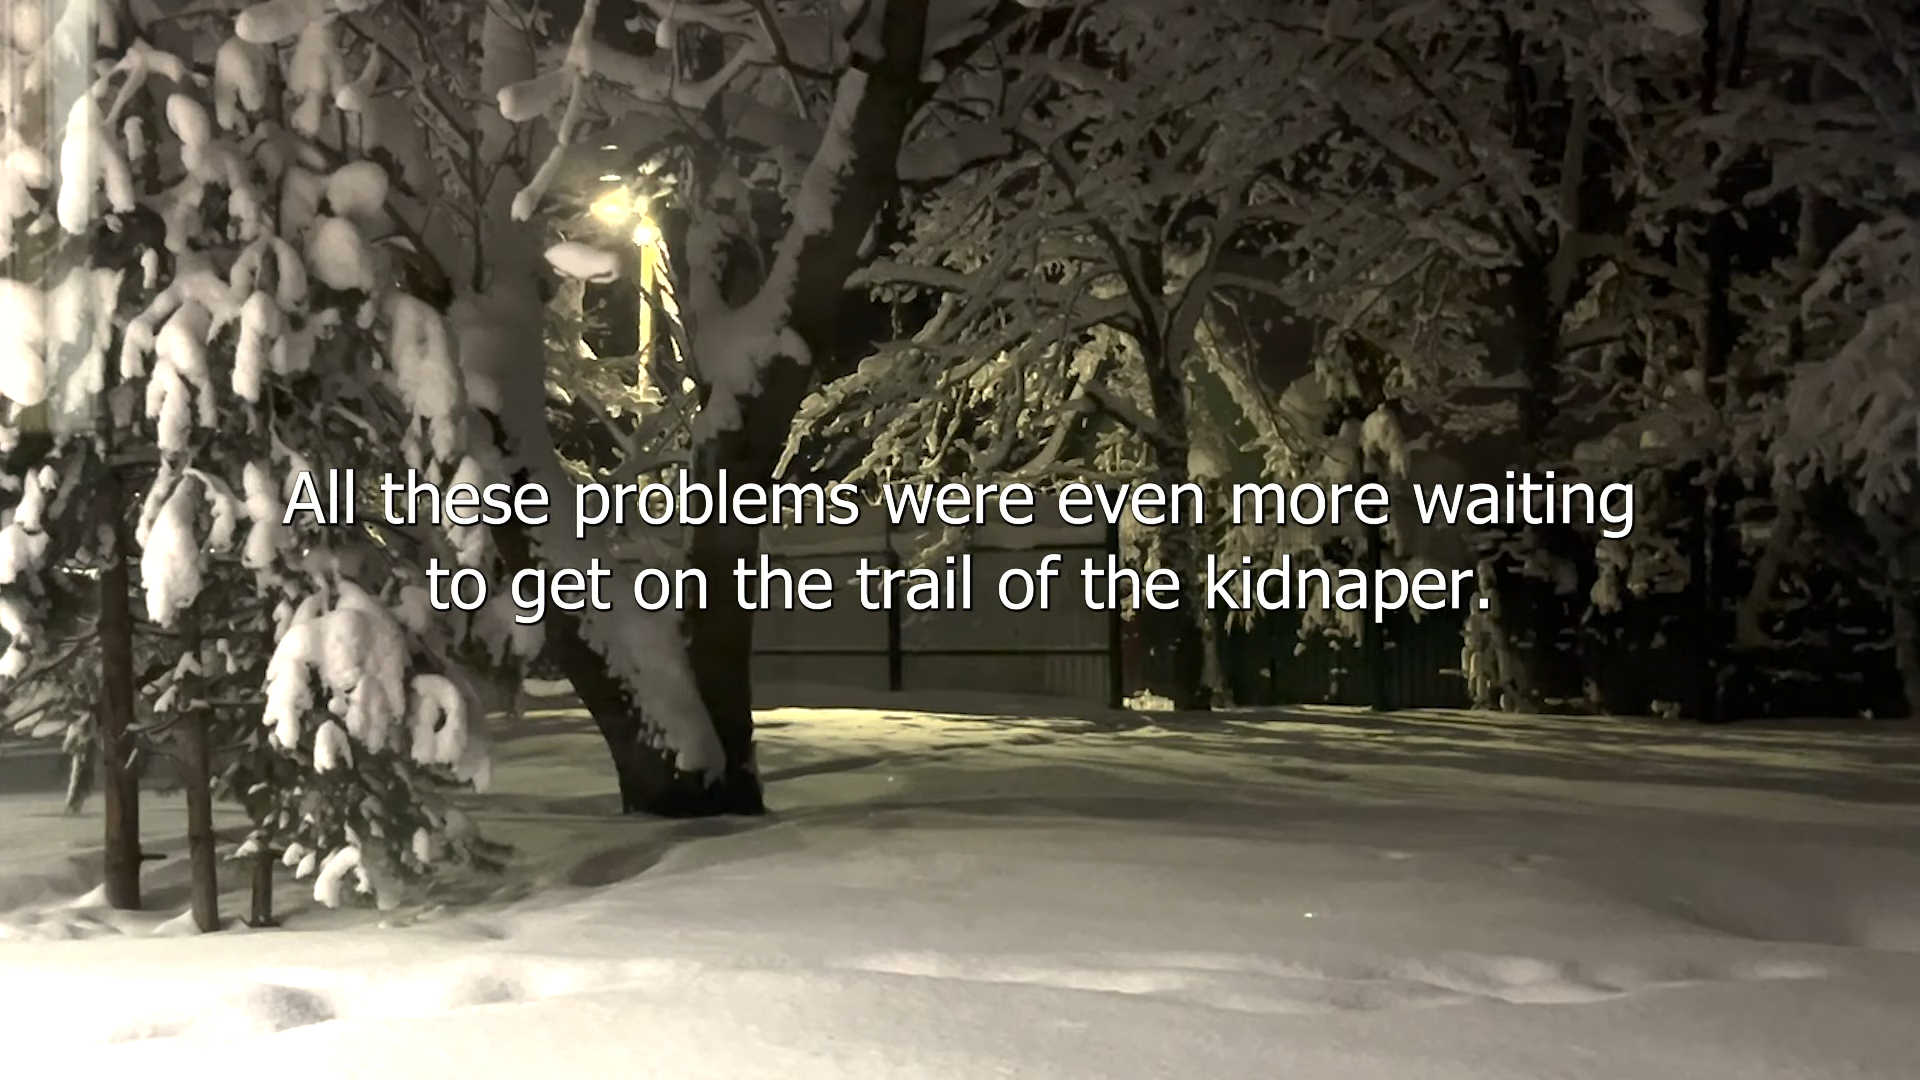 All these problems were even more waiting
to get on the trail of the kidnaper.